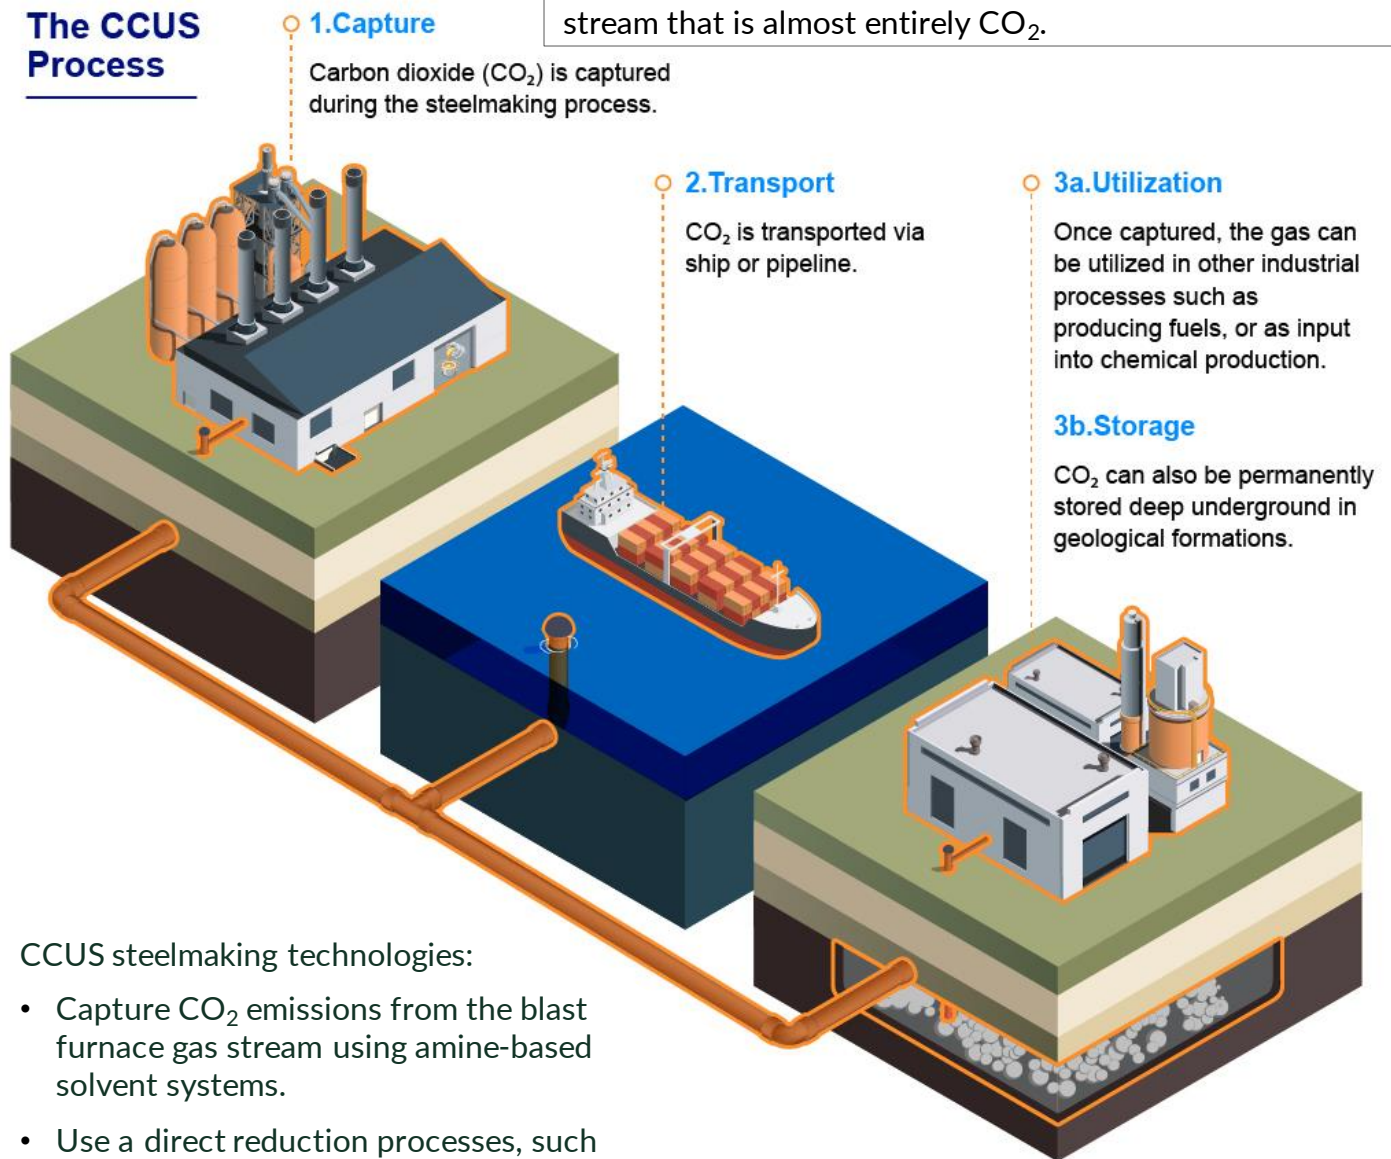 The CCUS
Process
stream that is almost entirely CO₂.
1.Capture
Carbon dioxide (CO₂) is captured
during the steelmaking process.
2.Transport
CO₂ is transported via
ship or pipeline.
3a.Utilization
Once captured, the gas can
be utilized in other industrial
processes such as
producing fuels, or as input
into chemical production.
3b.Storage
CO₂ can also be permanently
stored deep underground in
geological formations.
CCUS steelmaking technologies:
• Capture CO₂ emissions from the blast
furnace gas stream using amine-based
solvent systems.
• Use a direct reduction processes, such